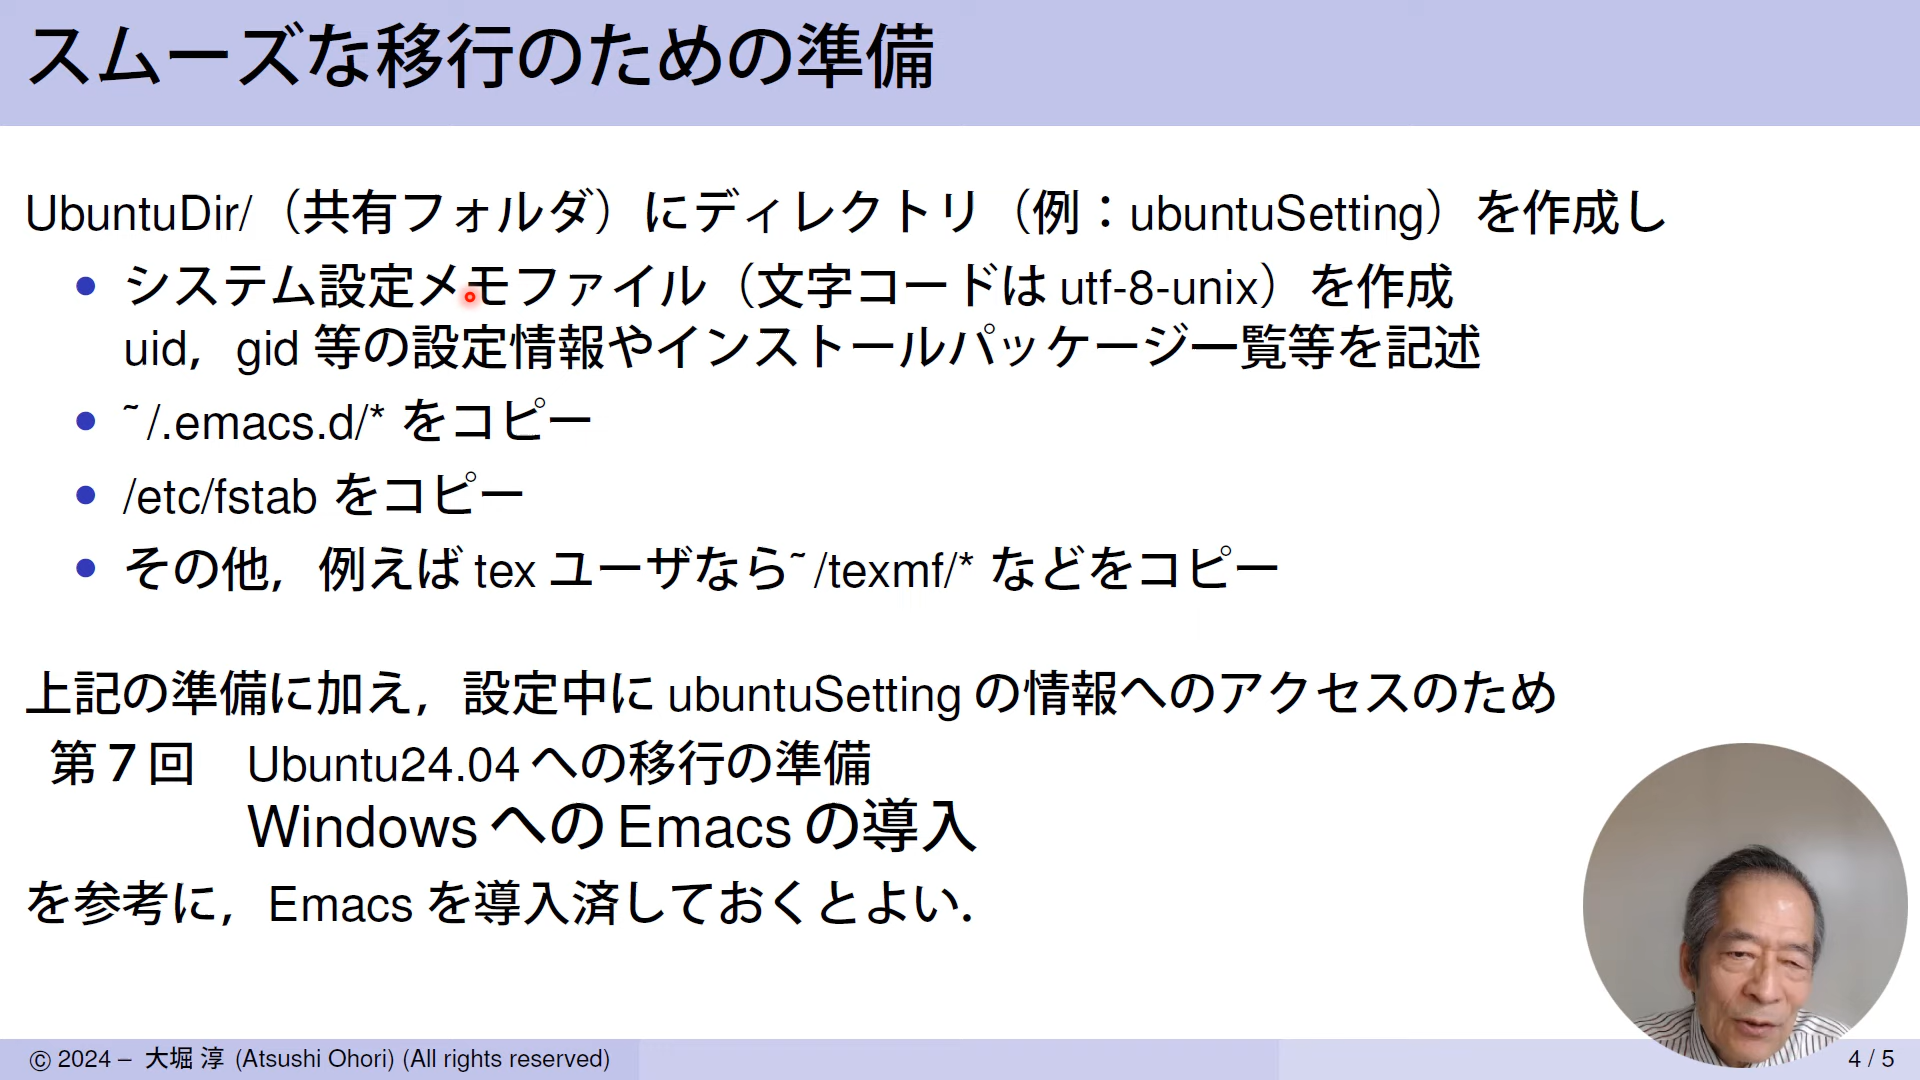 スムーズな移行のための準備
UbuntuDir/（共有フォルダ）にディレクトリ（例：ubuntuSetting）を作成し
• システム設定メモファイル（文字コードは utf-8-unix）を作成
uid，gid 等の設定情報やインストールパッケージ一覧等を記述
• ~/.emacs.d/* をコピー
• /etc/fstab をコピー
• その他，例えば tex ユーザなら~/texmf/* などをコピー
上記の準備に加え，設定中に ubuntuSetting の情報へのアクセスのため
第７回　Ubuntu24.04 への移行の準備
Windows への Emacs の導入
を参考に，Emacs を導入済しておくとよい．
© 2024 – 大堀 淳 (Atsushi Ohori) (All rights reserved)
4 / 5